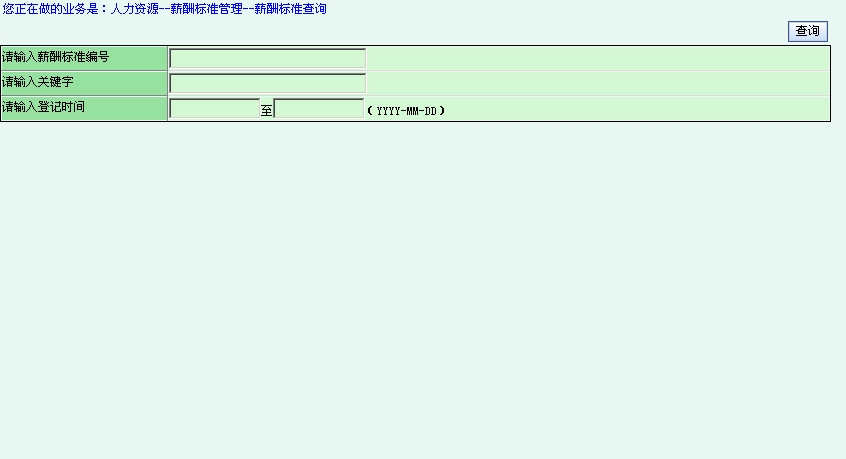 您正在做的业务是：人力资源--薪酬标准管理--薪酬标准查询
查询
请输入薪酬标准编号
请输入关键字
请输入登记时间 至 （YYYY-MM-DD）